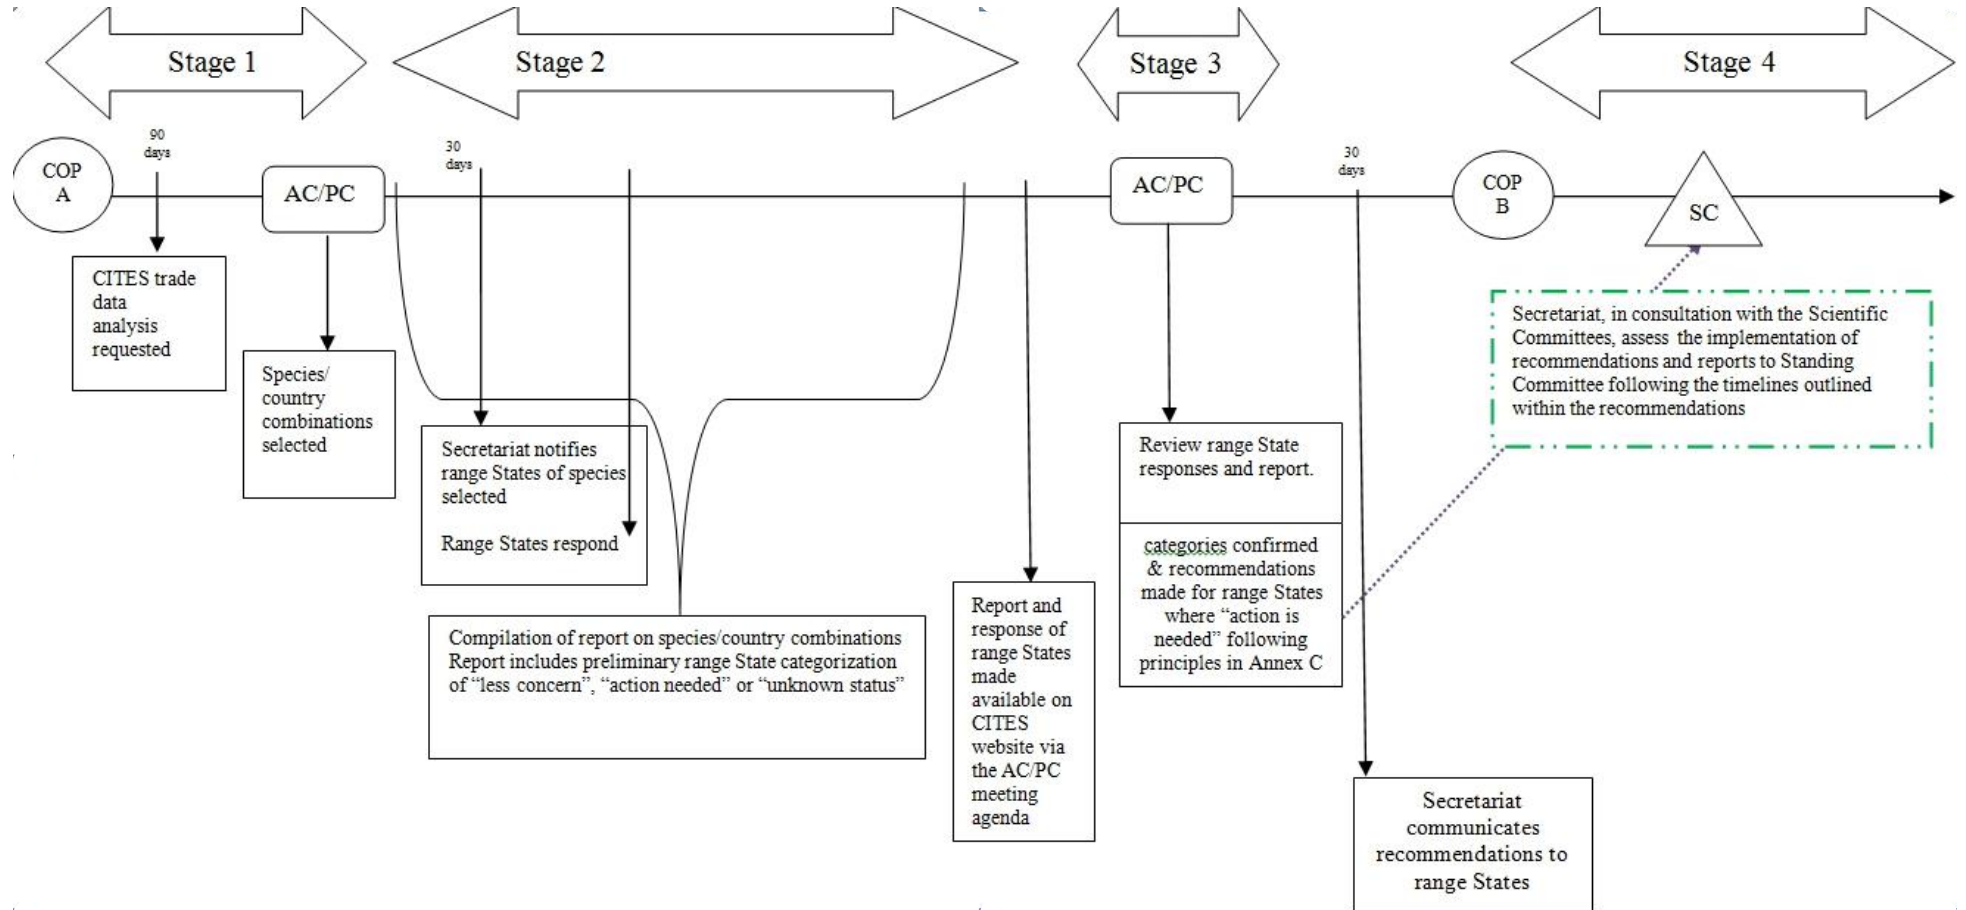 Stage 1
Stage 2
Stage 3
Stage 4
COP
A
90
days
AC/PC
30
days
AC/PC
30
days
COP
B
SC
CITES trade
data
analysis
requested
Species/
country
combinations
selected
Secretariat notifies
range States of species
selected
Range States respond
Compilation of report on species/country combinations
Report includes preliminary range State categorization
of “less concern”, “action needed” or “unknown status”
Report and
response of
range States
made
available on
CITES
website via
the AC/PC
meeting
agenda
Review range State
responses and report.
categories confirmed
& recommendations
made for range States
where “action is
needed” following
principles in Annex C
Secretariat, in consultation with the Scientific
Committees, assess the implementation of
recommendations and reports to Standing
Committee following the timelines outlined
within the recommendations
Secretariat
communicates
recommendations to
range States